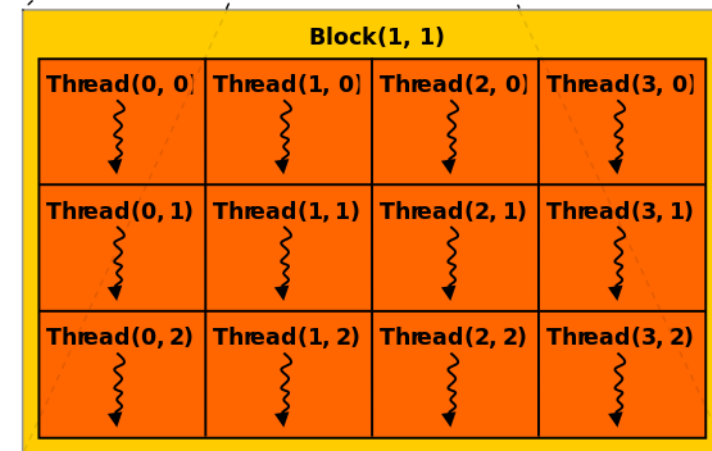 Block(1, 1)
Thread(0, 0) Thread(1, 0) Thread(2, 0) Thread(3, 0)
Thread(0, 1) Thread(1, 1) Thread(2, 1) Thread(3, 1)
Thread(0, 2) Thread(1, 2) Thread(2, 2) Thread(3, 2)